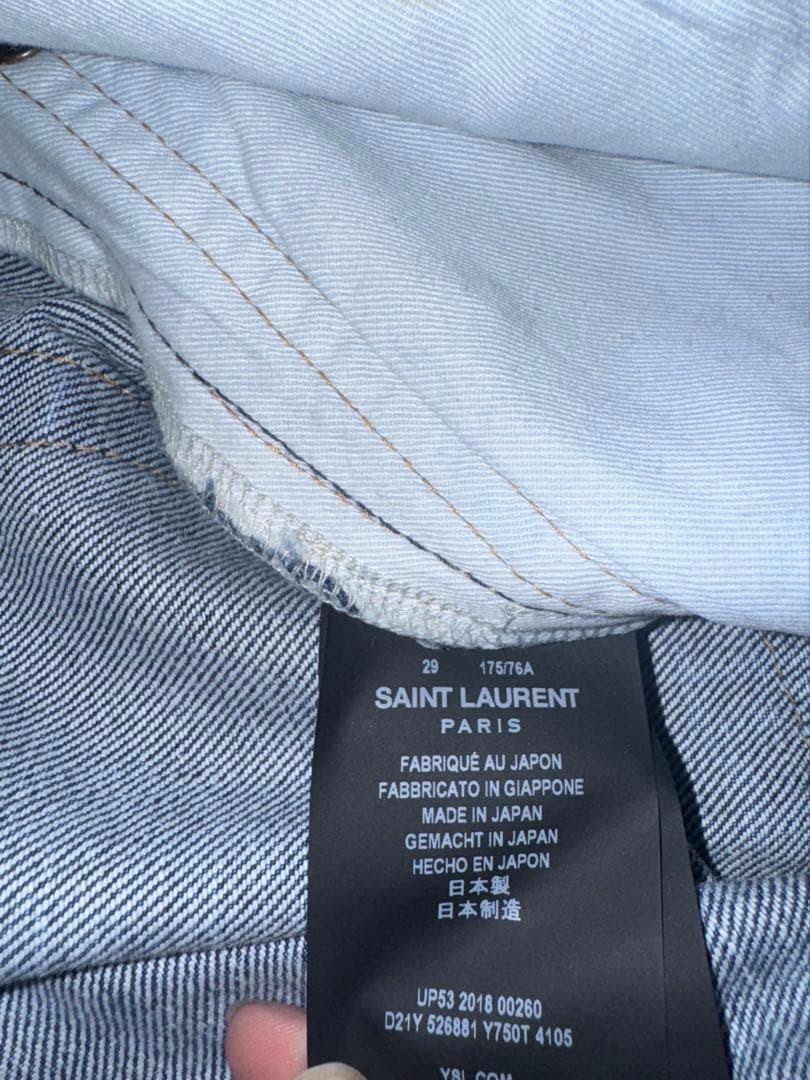 29 175/76A
SAINT LAURENT
PARIS
FABRIQUÉ AU JAPON
FABBRICATO IN GIAPPONE
MADE IN JAPAN
GEMACHT IN JAPAN
HECHO EN JAPON
日本製
日本制造
UP53 2018 00260
D21Y 526881 Y750T 4105
YSL.COM